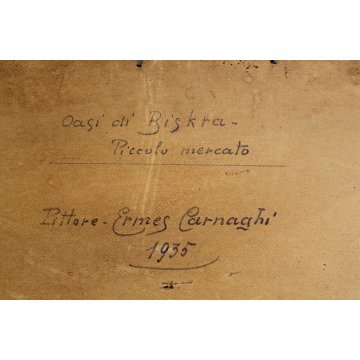 Oasi di Biskra -
Piccolo mercato
Pittore - Ermes Carnaghi
1935